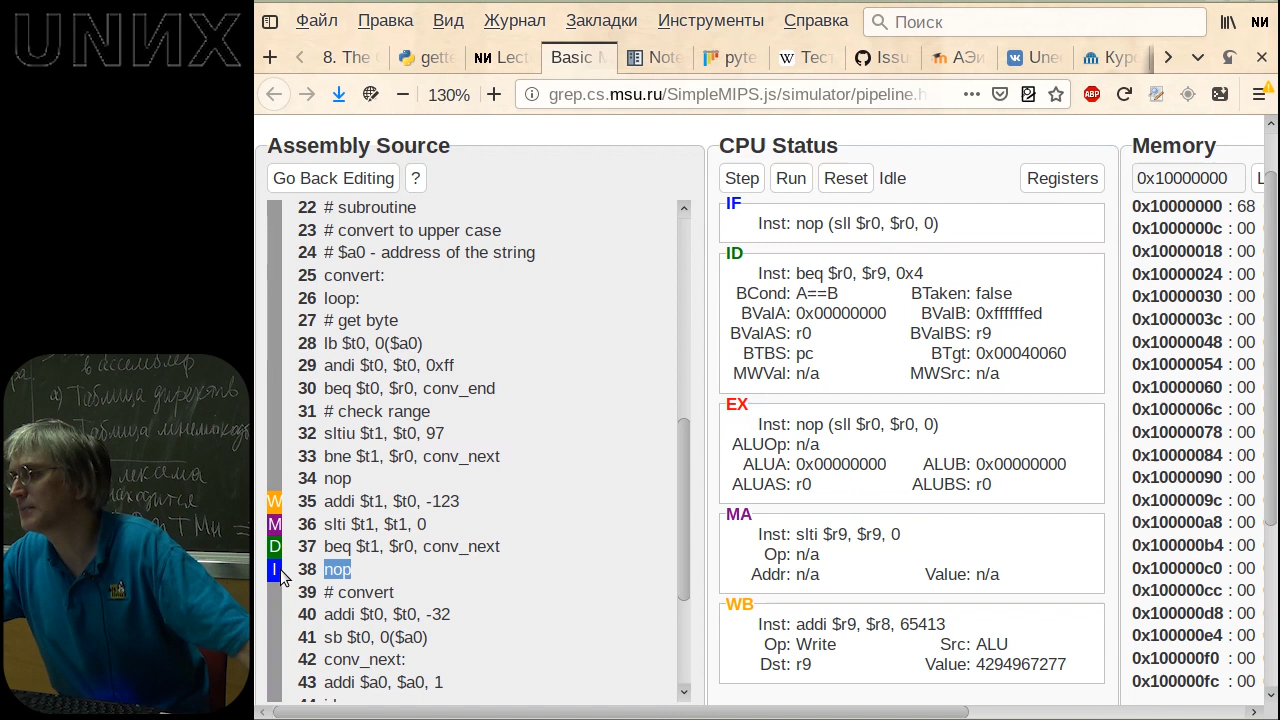 UNИX
Файл Правка Вид Журнал Закладки Инструменты Справка Поиск
8. The gette Lect Basic M Note pyte Тест Issu АЭи Unec Кур
130% grep.cs.msu.ru/SimpleMIPS.js/simulator/pipeline.h
ABP
Assembly Source
Go Back Editing ?
22 # subroutine
23 # convert to upper case
24 # $a0 - address of the string
25 convert:
26 loop:
27 # get byte
28 lb $t0, 0($a0)
29 andi $t0, $t0, 0xff
30 beq $t0, $r0, conv_end
31 # check range
32 sltiu $t1, $t0, 97
33 bne $t1, $r0, conv_next
34 nop
W 35 addi $t1, $t0, -123
M 36 slti $t1, $t1, 0
D 37 beq $t1, $r0, conv_next
I 38 nop
39 # convert
40 addi $t0, $t0, -32
41 sb $t0, 0($a0)
42 conv_next:
43 addi $a0, $a0, 1
CPU Status
Step Run Reset Idle Registers
IF
Inst: nop (sll $r0, $r0, 0)
ID
Inst: beq $r0, $r9, 0x4
BCond: A==B BTaken: false
BValA: 0x00000000 BValB: 0xffffffed
BValAS: r0 BValBS: r9
BTBS: pc BTgt: 0x00040060
MWVal: n/a MWSrc: n/a
EX
Inst: nop (sll $r0, $r0, 0)
ALUOp: n/a
ALUA: 0x00000000 ALUB: 0x00000000
ALUAS: r0 ALUBS: r0
MA
Inst: slti $r9, $r9, 0
Op: n/a
Addr: n/a Value: n/a
WB
Inst: addi $r9, $r8, 65413
Op: Write Src: ALU
Dst: r9 Value: 4294967277
Memory
0x10000000
0x10000000 : 68
0x1000000c : 00
0x10000018 : 00
0x10000024 : 00
0x10000030 : 00
0x1000003c : 00
0x10000048 : 00
0x10000054 : 00
0x10000060 : 00
0x1000006c : 00
0x10000078 : 00
0x10000084 : 00
0x10000090 : 00
0x1000009c : 00
0x100000a8 : 00
0x100000b4 : 00
0x100000c0 : 00
0x100000cc : 00
0x100000d8 : 00
0x100000e4 : 00
0x100000f0 : 00
0x100000fc : 00
в ассемблер
а) Таблица директив
Таблица мнемокод
лексема
находится